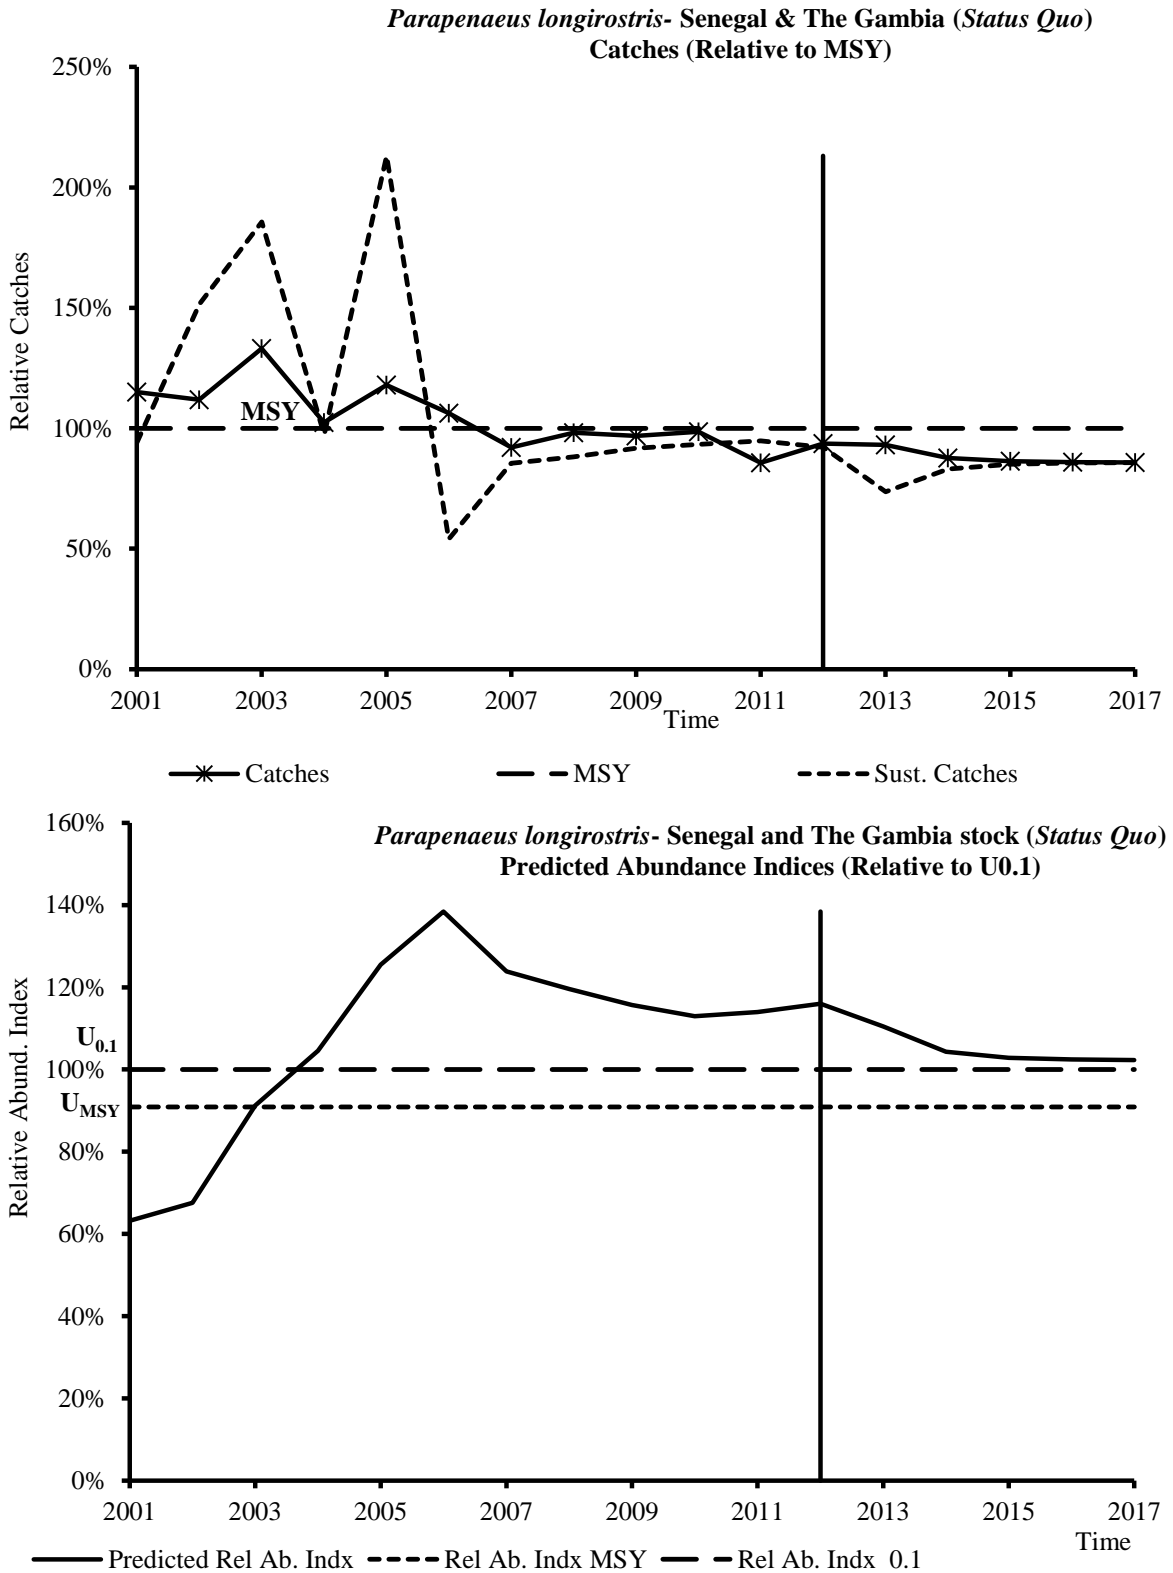 Parapenaeus longirostris- Senegal & The Gambia (Status Quo)
Catches (Relative to MSY)
250%
200%
150%
100%
50%
0%
Relative Catches
MSY
2001 2003 2005 2007 2009 2011 2013 2015 2017
Time
Catches MSY Sust. Catches
Parapenaeus longirostris- Senegal and The Gambia stock (Status Quo)
Predicted Abundance Indices (Relative to U0.1)
160%
140%
120%
U0.1
100%
UMSY
80%
60%
40%
20%
0%
Relative Abund. Index
2001 2003 2005 2007 2009 2011 2013 2015 2017
Time
Predicted Rel Ab. Indx Rel Ab. Indx MSY Rel Ab. Indx 0.1